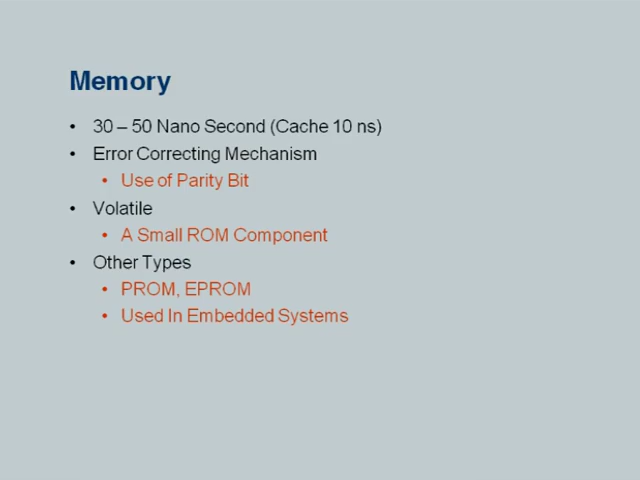 Memory
• 30 – 50 Nano Second (Cache 10 ns)
• Error Correcting Mechanism
• Use of Parity Bit
• Volatile
• A Small ROM Component
• Other Types
• PROM, EPROM
• Used In Embedded Systems